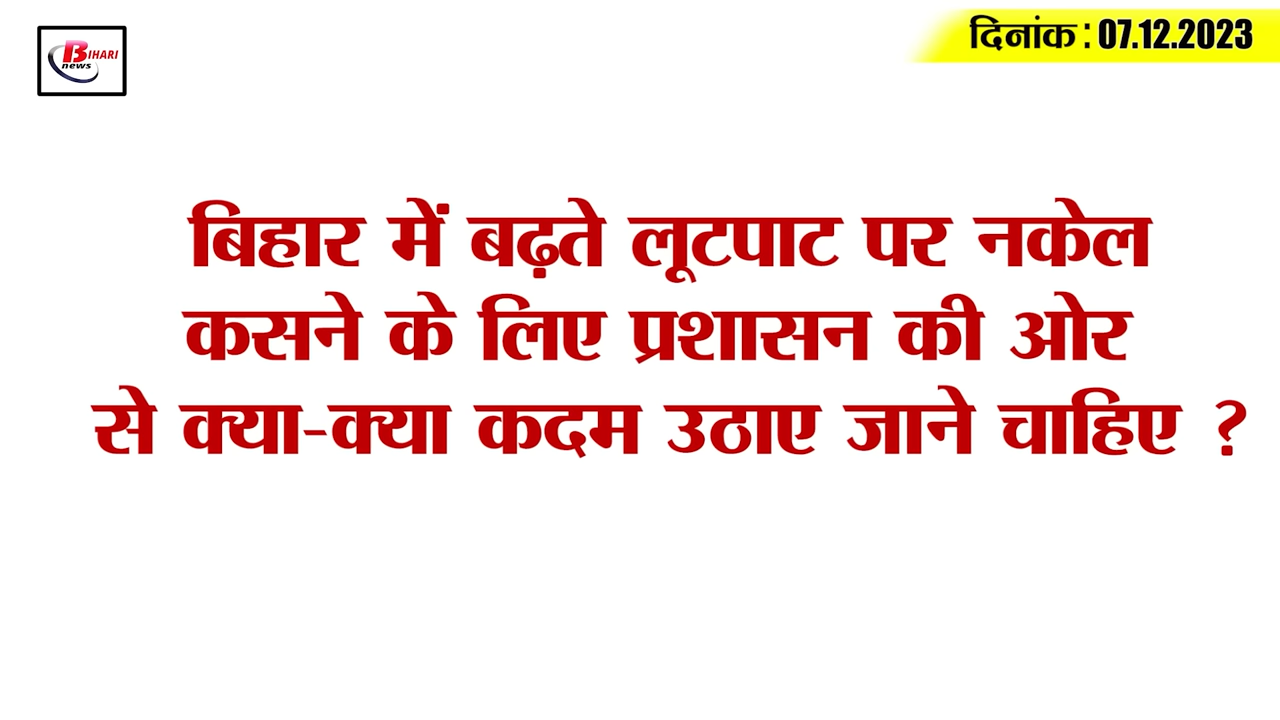 BIHARI
news
दिनांक : 07.12.2023
बिहार में बढ़ते लूटपाट पर नकेल
कसने के लिए प्रशासन की ओर
से क्या-क्या कदम उठाए जाने चाहिए ?